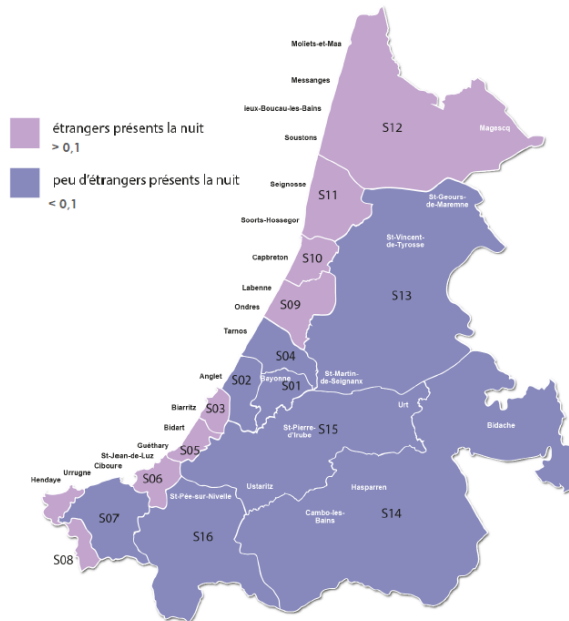 étrangers présents la nuit
> 0,1
peu d'étrangers présents la nuit
< 0,1
Moliets-et-Maa
Messanges
ieux-Boucau-les-Bains
Soustons
S12
Magescq
Seignosse
S11
St-Geours-
de-Maremne
Soorts-Hossegor
St-Vincent-
de-Tyrosse
Capbreton
S10
Labenne
S13
Ondres
S09
Tarnos
S04
Anglet
S02
Bayonne
S01
St-Martin-
de-Seignanx
Biarritz
S03
Urt
Bidart
St-Pierre-
d'Irube
S15
Bidache
Guéthary
S05
St-Jean-de-Luz
Ciboure
Urrugne
Hendaye
S06
Ustaritz
Hasparren
St-Pée-sur-Nivelle
S07
Cambo-les-
Bains
S14
S16
S08